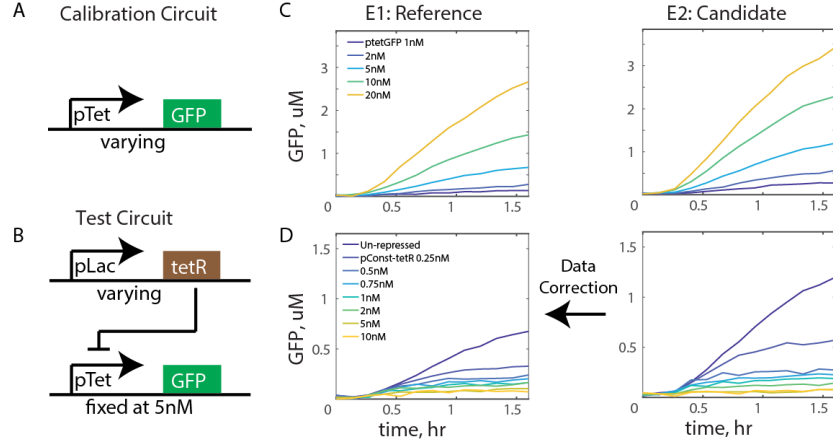 A
Calibration Circuit
pTet
GFP
varying
B
Test Circuit
pLac
tetR
varying
pTet
GFP
fixed at 5nM
C
E1: Reference
E2: Candidate
GFP, uM
3
2
1
0
0.5
1
1.5
ptetGFP 1nM
2nM
5nM
10nM
20nM
3
2
1
0
0.5
1
1.5
D
GFP, uM
1.5
1
0.5
0
0.5
1
1.5
time, hr
Un-repressed
pConst-tetR 0.25nM
0.5nM
0.75nM
1nM
2nM
5nM
10nM
Data
Correction
1.5
1
0.5
0
0.5
1
1.5
time, hr